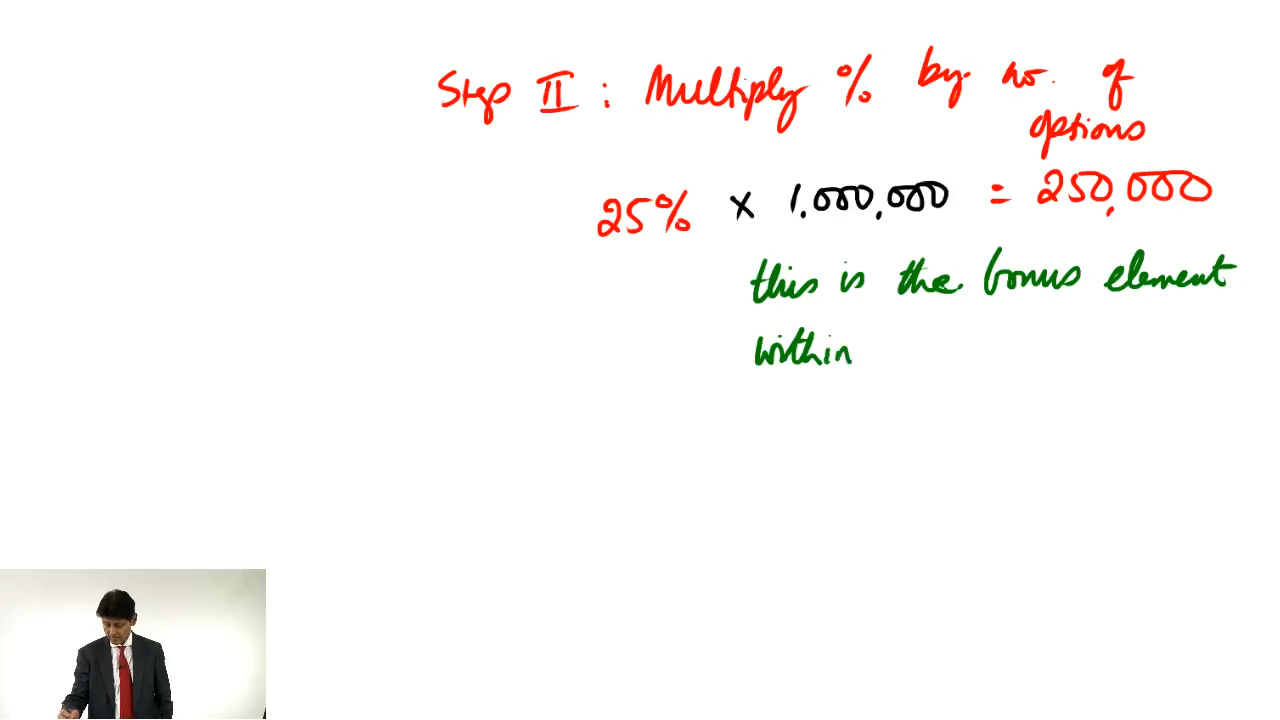 Step II : Multiply % by no. of
options
25% × 1,000,000 = 250,000
this is the bonus element
within